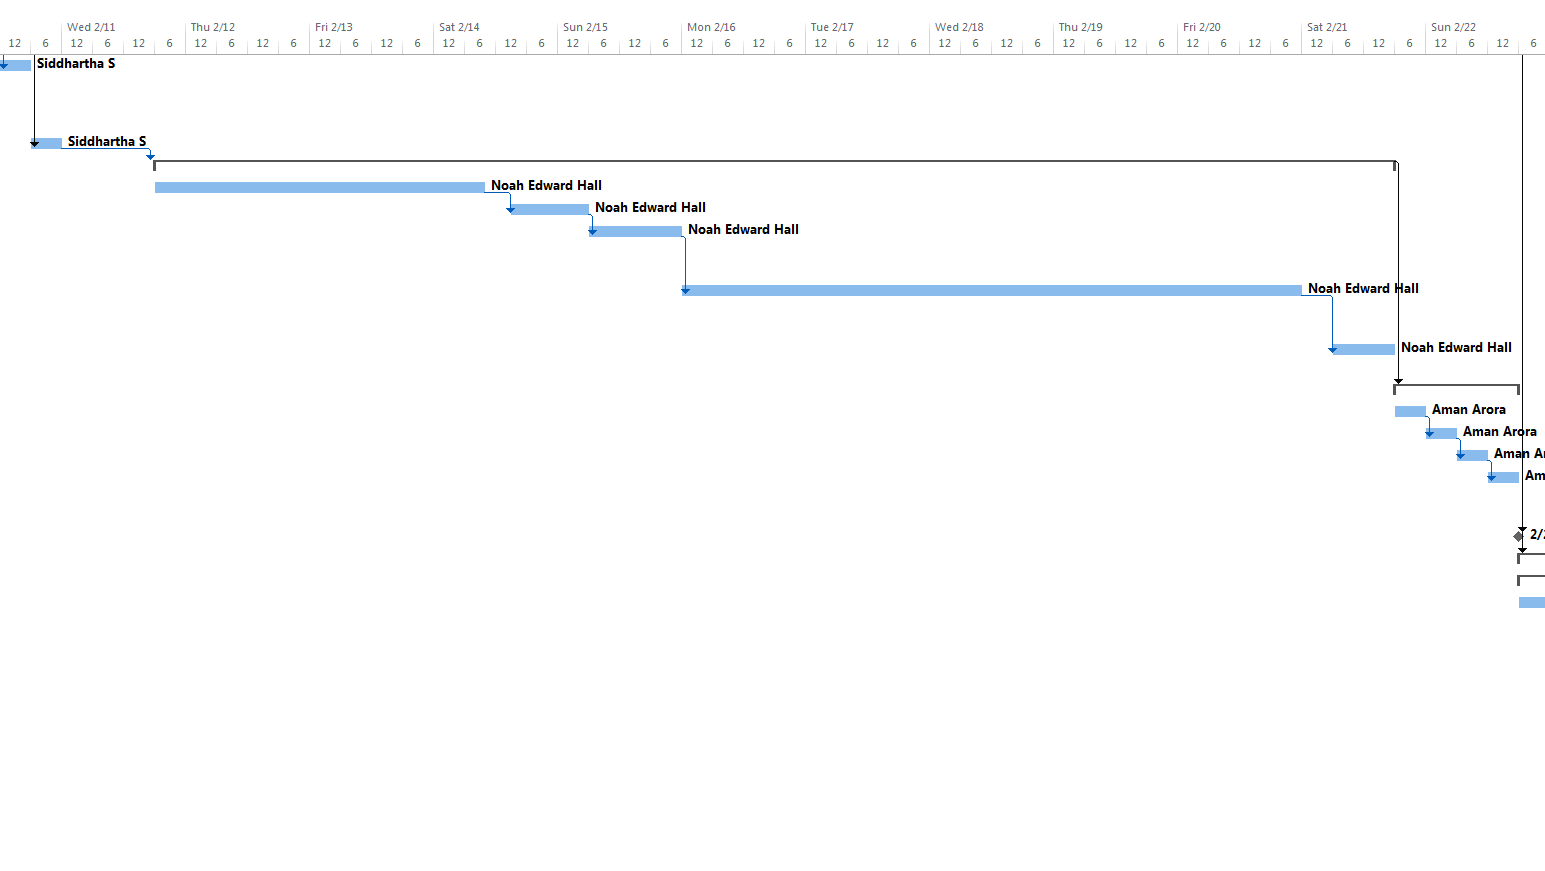 Wed 2/11 Thu 2/12 Fri 2/13 Sat 2/14 Sun 2/15 Mon 2/16 Tue 2/17 Wed 2/18 Thu 2/19 Fri 2/20 Sat 2/21 Sun 2/22
12 6 12 6 12 6 12 6 12 6 12 6 12 6 12 6 12 6 12 6 12 6 12 6 12 6 12 6 12 6 12 6 12 6 12 6 12 6 12 6 12 6 12 6 12 6 12 6 12 6
Siddhartha S
Siddhartha S
Noah Edward Hall
Noah Edward Hall
Noah Edward Hall
Noah Edward Hall
Noah Edward Hall
Aman Arora
Aman Arora
Aman